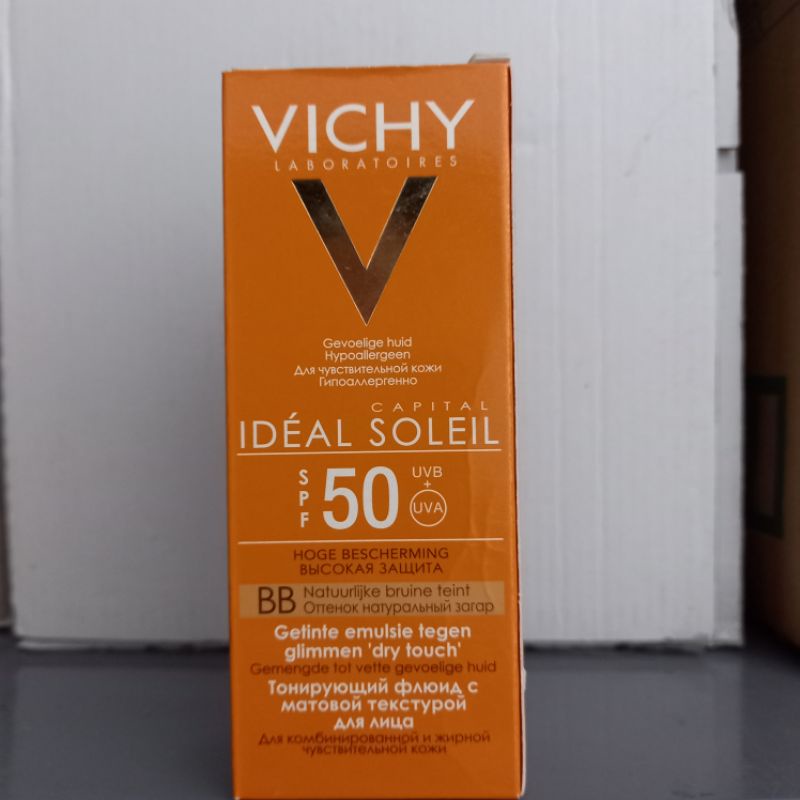 VICHY
LABORATOIRES
V
Gevoelige huid
Hypoallergeen
Для чувствительной кожи
Гипоаллергенно
CAPITAL
IDÉAL SOLEIL
SPF 50 UVB + UVA
HOGE BESCHERMING
ВЫСОКАЯ ЗАЩИТА
BB Natuurlijke bruine teint
Оттенок натуральный загар
Getinte emulsie tegen
glimmen 'dry touch'
Gemengde tot vette gevoelige huid
Тонирующий флюид с
матовой текстурой
для лица
Для комбинированной и жирной
чувствительной кожи